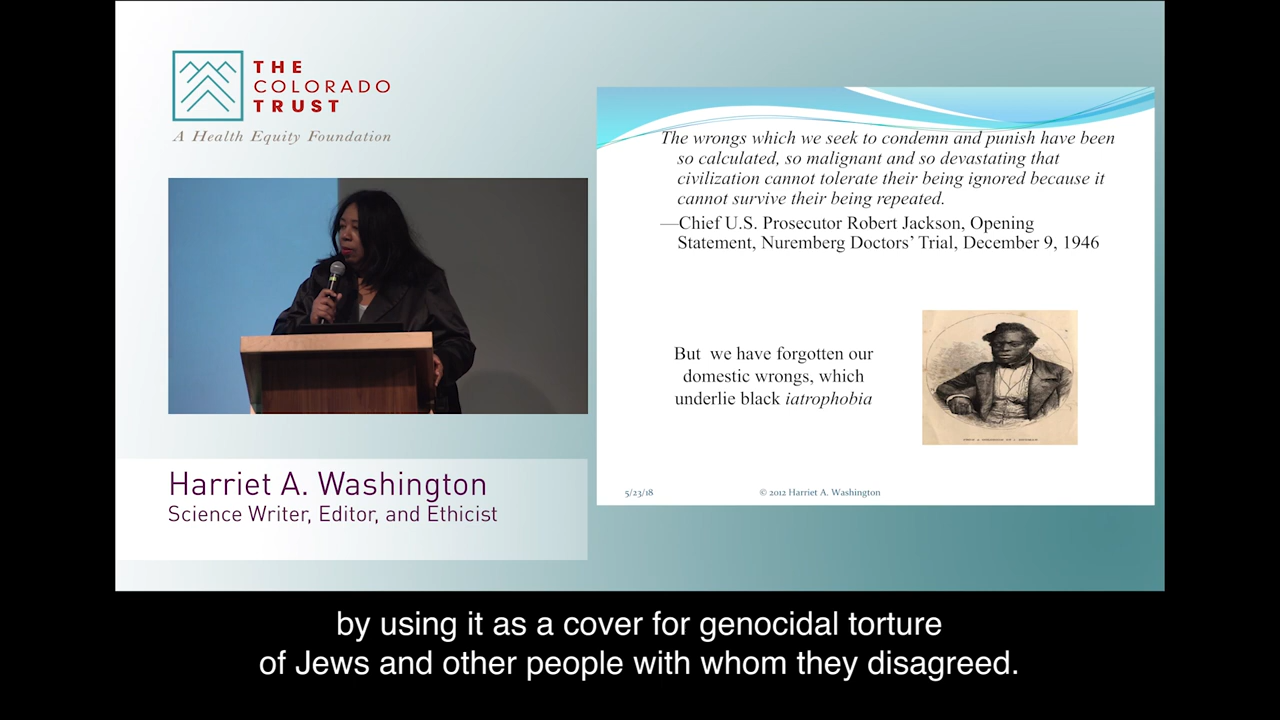 THE
COLORADO
TRUST
A Health Equity Foundation
The wrongs which we seek to condemn and punish have been
so calculated, so malignant and so devastating that
civilization cannot tolerate their being ignored because it
cannot survive their being repeated.
—Chief U.S. Prosecutor Robert Jackson, Opening
Statement, Nuremberg Doctors’ Trial, December 9, 1946
But we have forgotten our
domestic wrongs, which
underlie black iatrophobia
5/23/18
© 2012 Harriet A. Washington
Harriet A. Washington
Science Writer, Editor, and Ethicist
by using it as a cover for genocidal torture
of Jews and other people with whom they disagreed.